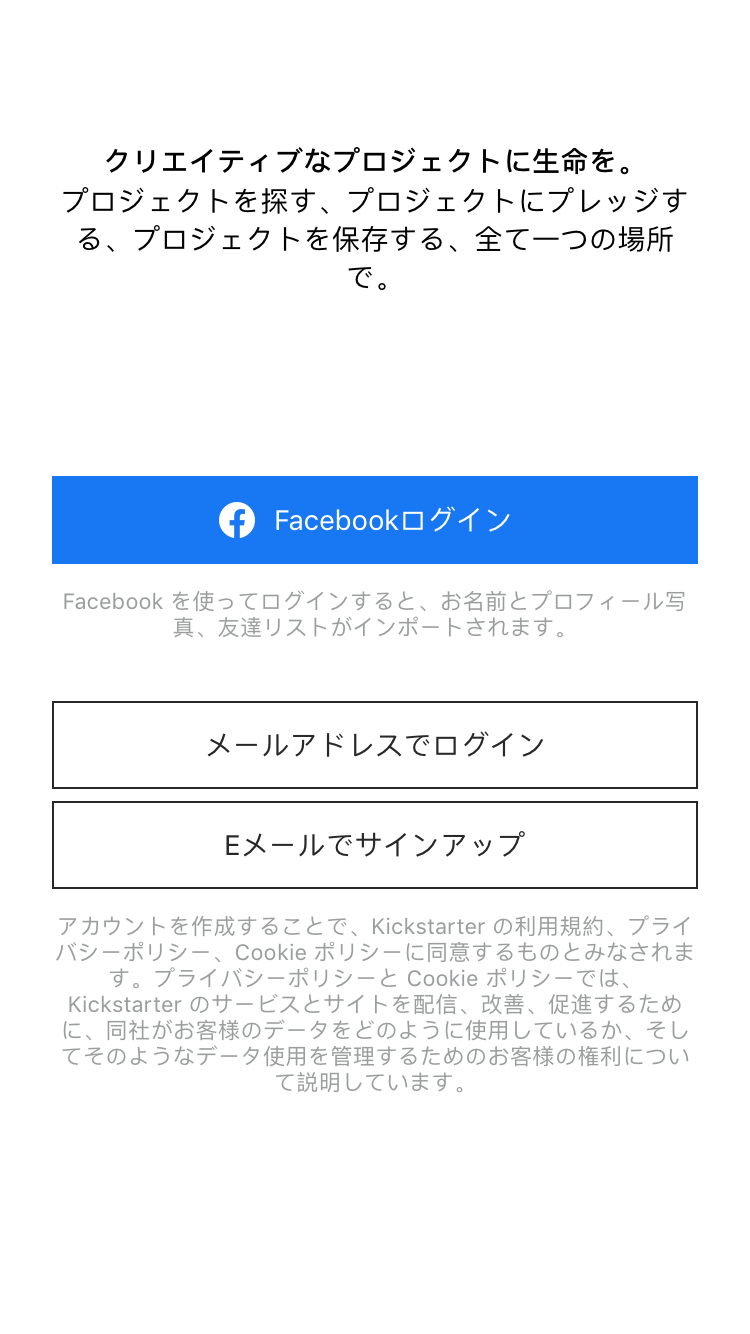 クリエイティブなプロジェクトに生命を。
プロジェクトを探す、プロジェクトにプレッジす
る、プロジェクトを保存する、全て一つの場所
で。
Facebookログイン
Facebook を使ってログインすると、お名前とプロフィール写
真、友達リストがインポートされます。
メールアドレスでログイン
Eメールでサインアップ
アカウントを作成することで、Kickstarter の利用規約、プライ
バシーポリシー、Cookie ポリシーに同意するものとみなされま
す。プライバシーポリシーと Cookie ポリシーでは、
Kickstarter のサービスとサイトを配信、改善、促進するため
に、同社がお客様のデータをどのように使用しているか、そし
てそのようなデータ使用を管理するためのお客様の権利につい
て説明しています。